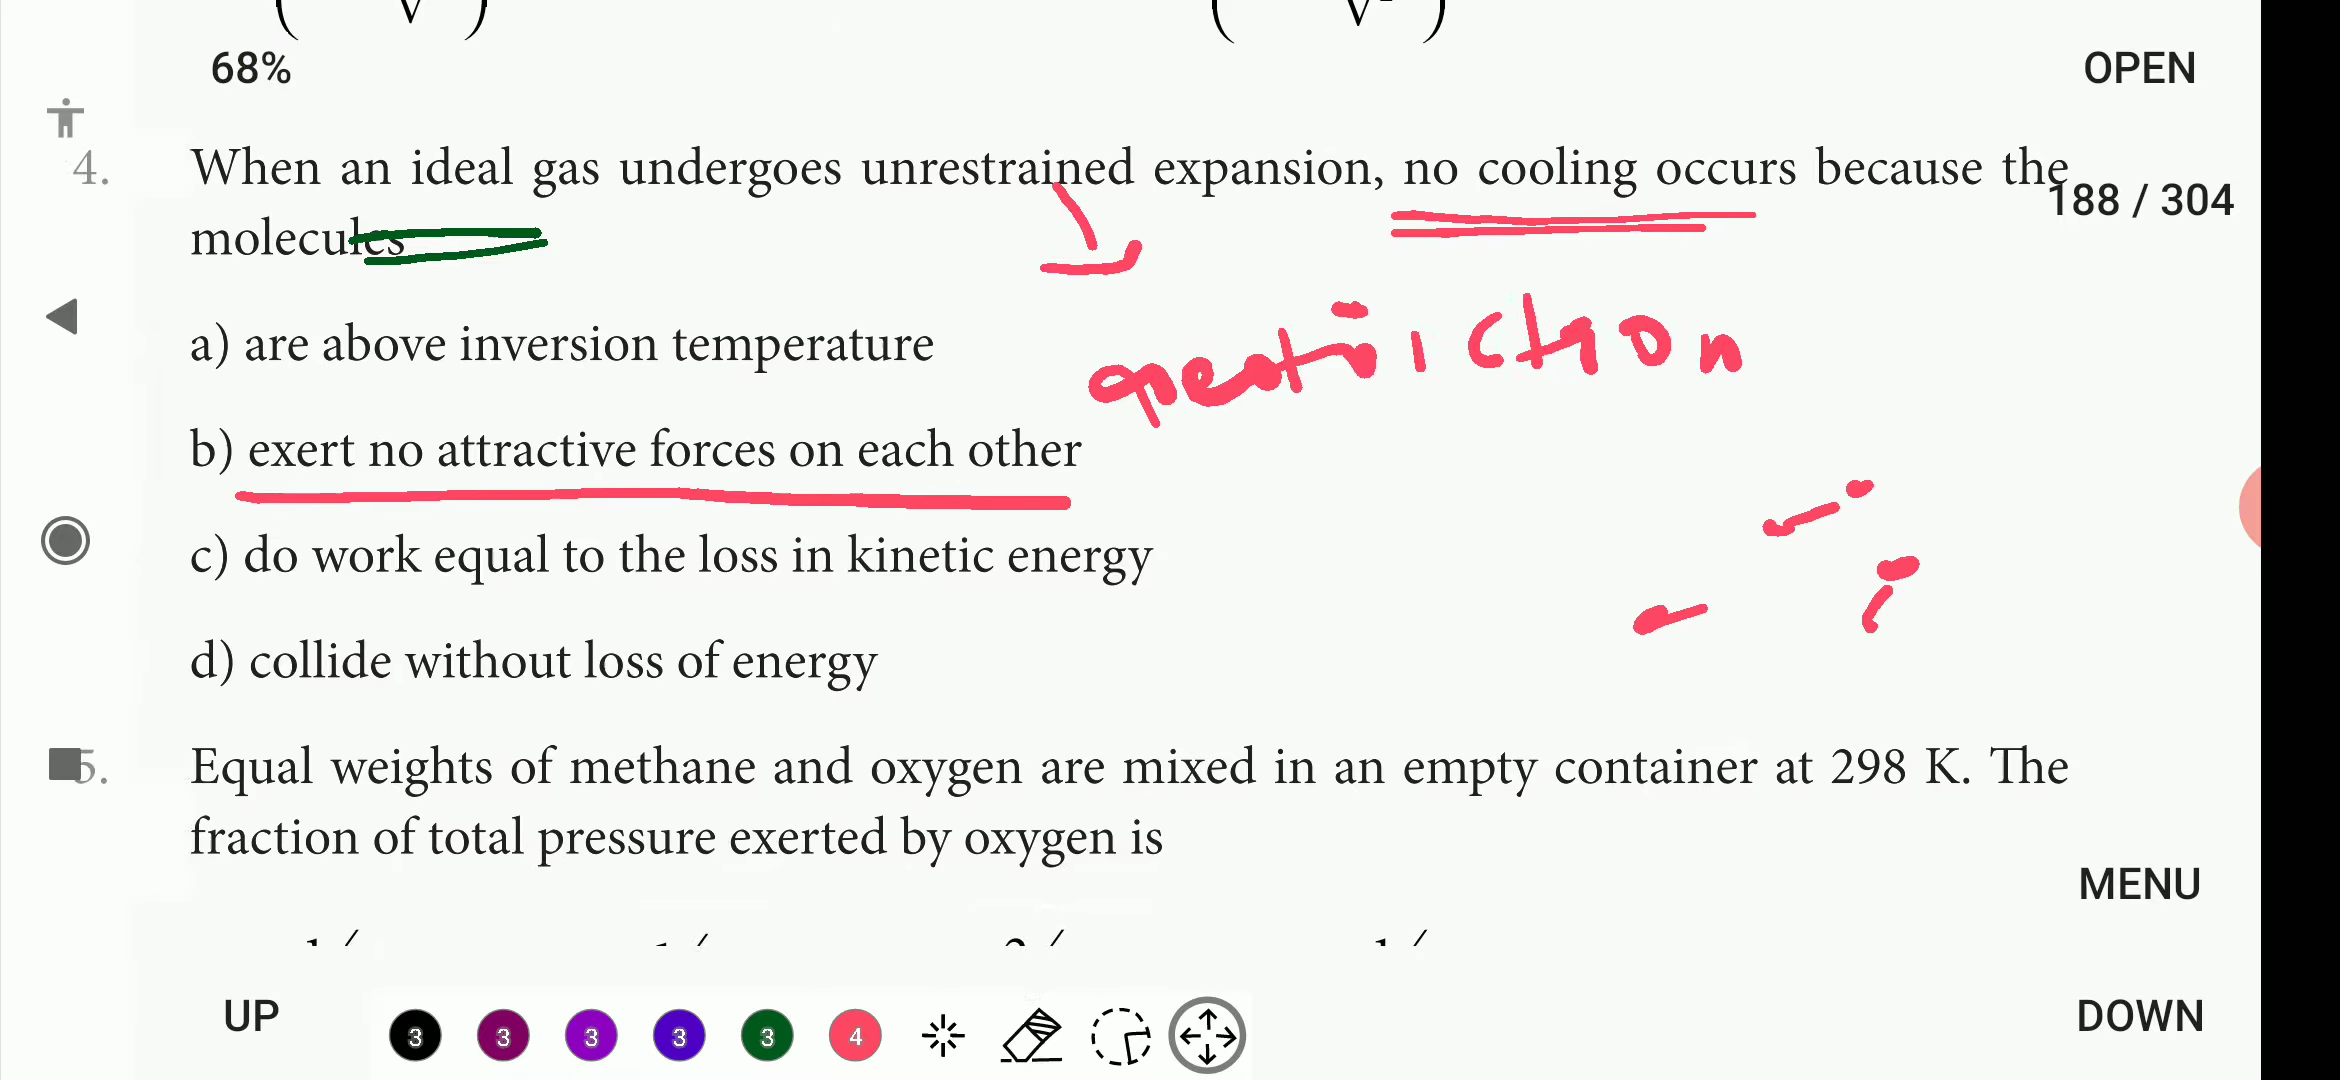 68%
OPEN
4. When an ideal gas undergoes unrestrained expansion, no cooling occurs because the
188 / 304
molecules
a) are above inversion temperature
b) exert no attractive forces on each other
c) do work equal to the loss in kinetic energy
d) collide without loss of energy
5. Equal weights of methane and oxygen are mixed in an empty container at 298 K. The
fraction of total pressure exerted by oxygen is
MENU
UP
3 3 3 3 3 4
DOWN